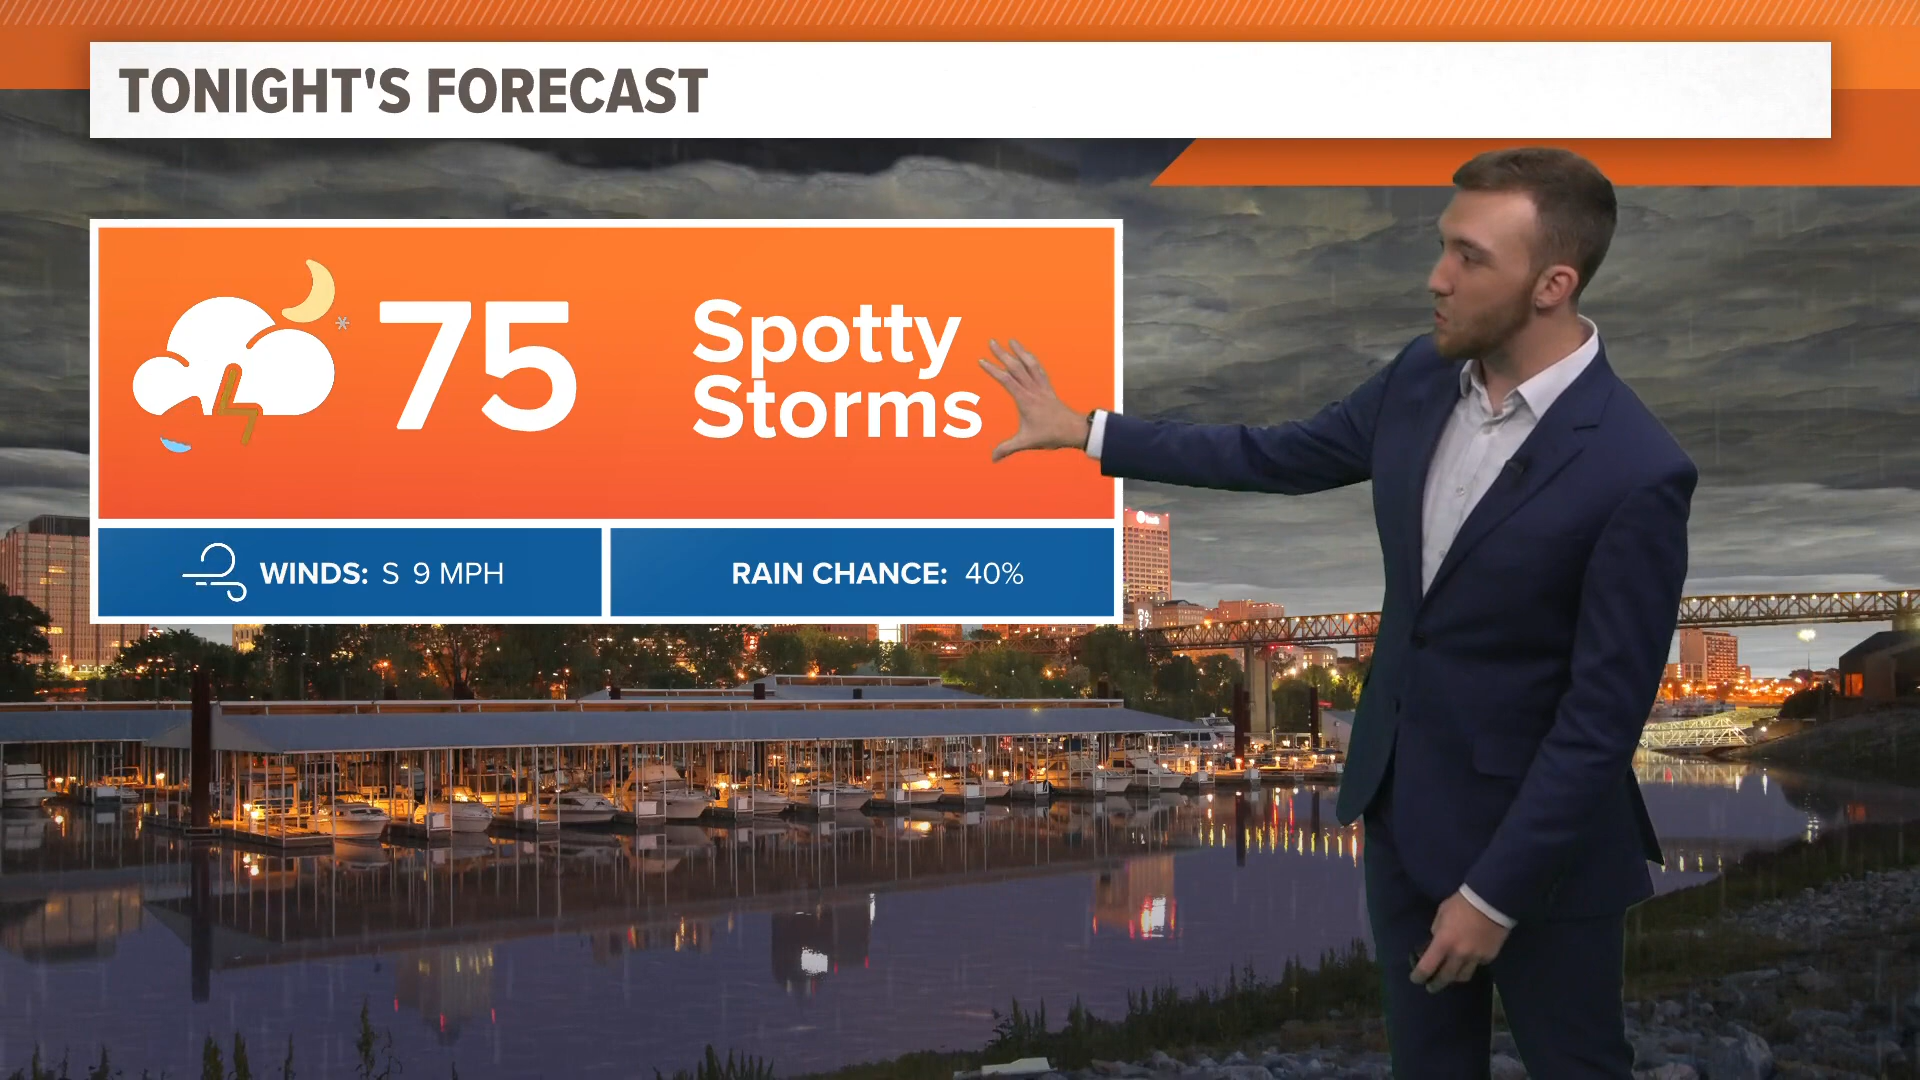 TONIGHT'S FORECAST
75
Spotty
Storms
WINDS: S 9 MPH
RAIN CHANCE: 40%